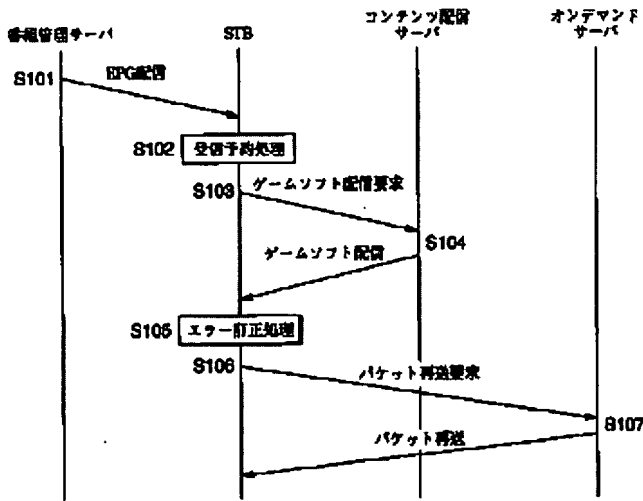 番組管理サーバ
STB
コンテンツ配信
サーバ
オンデマンド
サーバ
S101
EPG配信
S102
受信予約処理
S103
ゲームソフト配信要求
S104
ゲームソフト配信
S105
エラー訂正処理
S106
パケット再送要求
S107
パケット再送